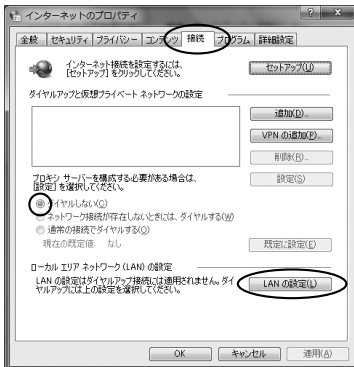 インターネットのプロパティ
全般 セキュリティ プライバシー コンテンツ 接続 プログラム 詳細設定
インターネット接続を設定するには、
[セットアップ] をクリックしてください。
セットアップ(U)
ダイヤルアップと仮想プライベート ネットワークの設定
追加(D)...
VPN の追加(P)...
削除(R)...
プロキシ サーバーを構成する必要がある場合は、
[設定] を選択してください。
設定(S)
ダイヤルしない(C)
ネットワーク接続が存在しないときには、ダイヤルする(W)
通常の接続でダイヤルする(O)
現在の既定値: なし
既定に設定(E)
ローカル エリア ネットワーク (LAN) の設定
LAN の設定はダイヤルアップ接続には適用されません。ダイ
ヤルアップには上の設定を選択してください。
LAN の設定(L)
OK キャンセル 適用(A)